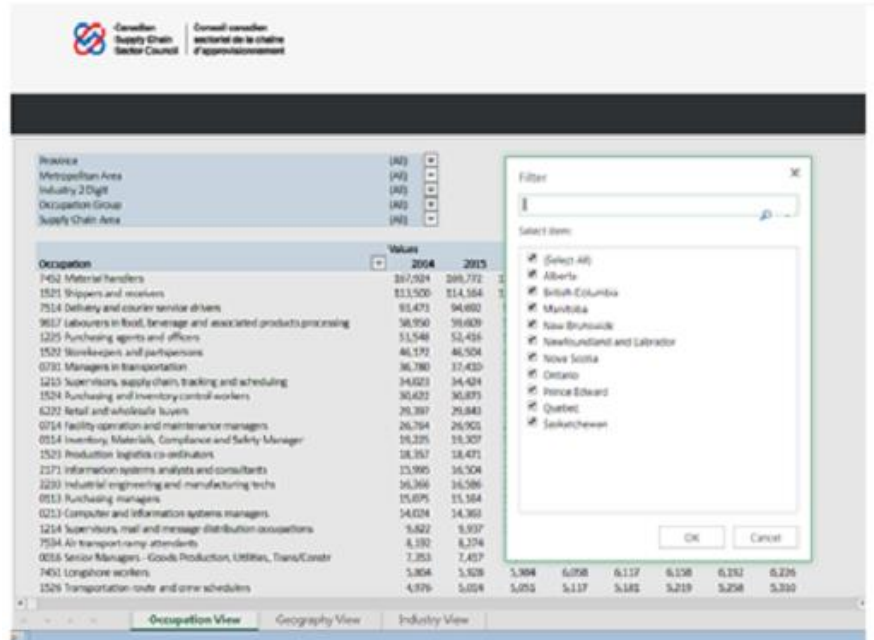 Canadian
Supply Chain
Sector Council
Conseil canadien
sectoriel de la chaîne
d'approvisionnement
Province (All)
Metropolitan Area (All)
Industry 2 Digit (All)
Occupation Group (All)
Supply Chain Area (All)
Values
Occupation 2014 2015
7452 Material handlers 167,924 169,772
1521 Shippers and receivers 113,500 114,164
7514 Delivery and courier service drivers 93,471 94,692
9617 Labourers in food, beverage and associated products processing 58,950 59,609
1225 Purchasing agents and officers 51,548 52,416
1522 Storekeepers and partspersons 46,172 46,504
0731 Managers in transportation 36,780 37,410
1215 Supervisors, supply chain, tracking and scheduling 34,023 34,424
1524 Purchasing and inventory control workers 30,622 30,873
6222 Retail and wholesale buyers 29,397 29,843
0714 Facility operation and maintenance managers 26,764 26,901
0114 Inventory, Materials, Compliance and Safety Manager 19,225 19,307
1523 Production logistics co-ordinators 18,357 18,471
2171 Information systems analysts and consultants 15,995 16,504
2233 Industrial engineering and manufacturing techs 16,366 16,586
0113 Purchasing managers 15,075 15,164
0213 Computer and information systems managers 14,024 14,363
1214 Supervisors, mail and message distribution occupations 9,822 9,937
7534 Air transport ramp attendants 8,192 8,274
0016 Senior Managers - Goods Production, Utilities, Trans/Constr 7,353 7,457
7451 Longshore workers 5,864 5,928 5,984 6,058 6,117 6,158 6,192 6,226
1526 Transportation route and crew schedulers 4,976 5,014 5,051 5,117 5,181 5,219 5,258 5,310
Filter
Select item:
(Select All)
Alberta
British Columbia
Manitoba
New Brunswick
Newfoundland and Labrador
Nova Scotia
Ontario
Prince Edward
Quebec
Saskatchewan
OK Cancel
Occupation View Geography View Industry View